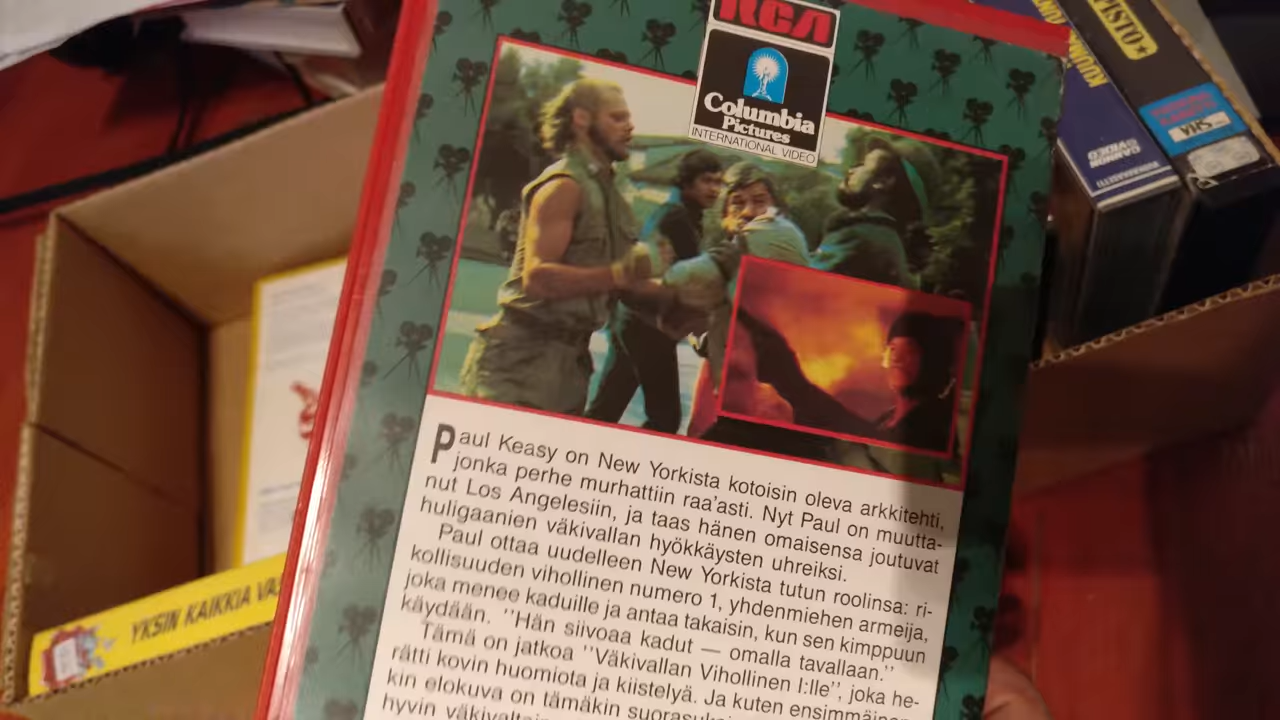 RCA
Columbia
Pictures
INTERNATIONAL VIDEO
Paul Keasy on New Yorkista kotoisin oleva arkkitehti,
jonka perhe murhattiin raa'asti. Nyt Paul on muutta-
nut Los Angelesiin, ja taas hänen omaisensa joutuvat
huligaanien väkivallan hyökkäysten uhreiksi.
Paul ottaa uudelleen New Yorkista tutun roolinsa: ri-
kollisuuden vihollinen numero 1, yhdenmiehen armeija,
joka menee kaduille ja antaa takaisin, kun sen kimppuun
käydään. "Hän siivoaa kadut — omalla tavallaan."
Tämä on jatkoa "Väkivallan Vihollinen I:lle", joka he-
rätti kovin huomiota ja kiistelyä. Ja kuten
kin elokuva on tämäkin
hyvin
YKSIN KAIKKIA
CANNON
VIDEO
VHS